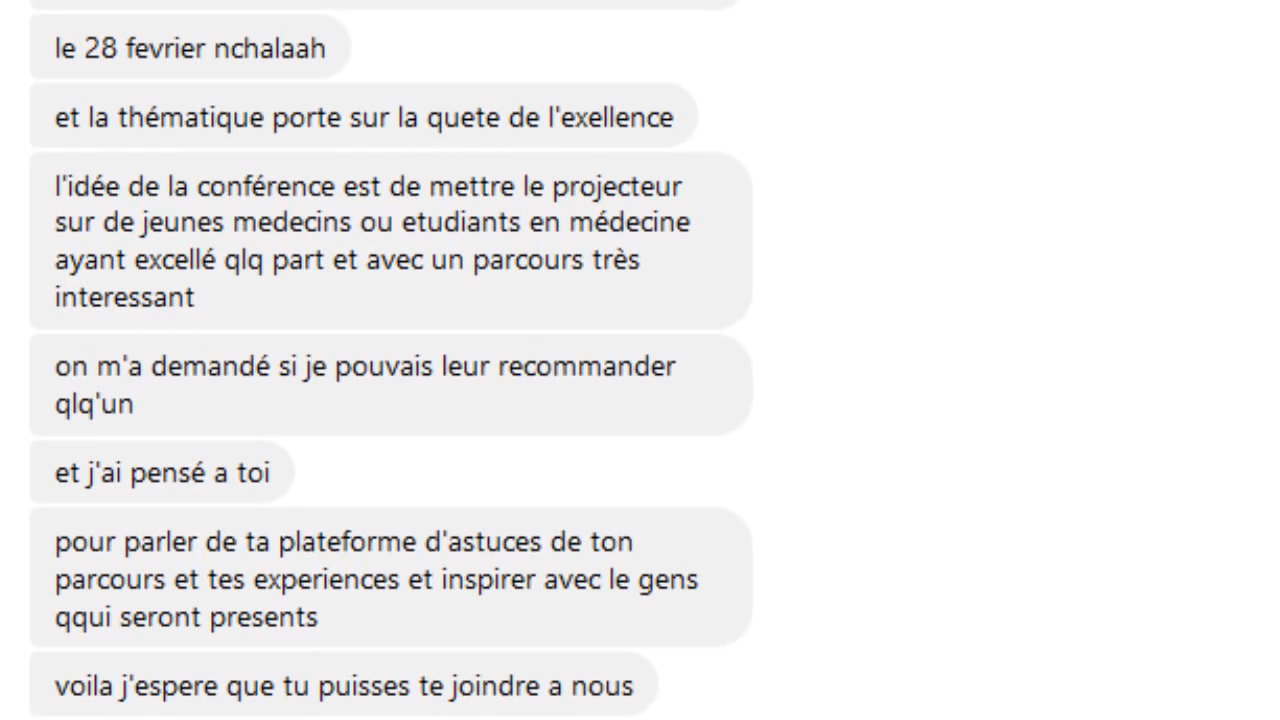 le 28 fevrier nchalaah
et la thématique porte sur la quete de l'exellence
l'idée de la conférence est de mettre le projecteur
sur de jeunes medecins ou etudiants en médecine
ayant excellé qlq part et avec un parcours très
interessant
on m'a demandé si je pouvais leur recommander
qlq'un
et j'ai pensé a toi
pour parler de ta plateforme d'astuces de ton
parcours et tes experiences et inspirer avec le gens
qqui seront presents
voila j'espere que tu puisses te joindre a nous